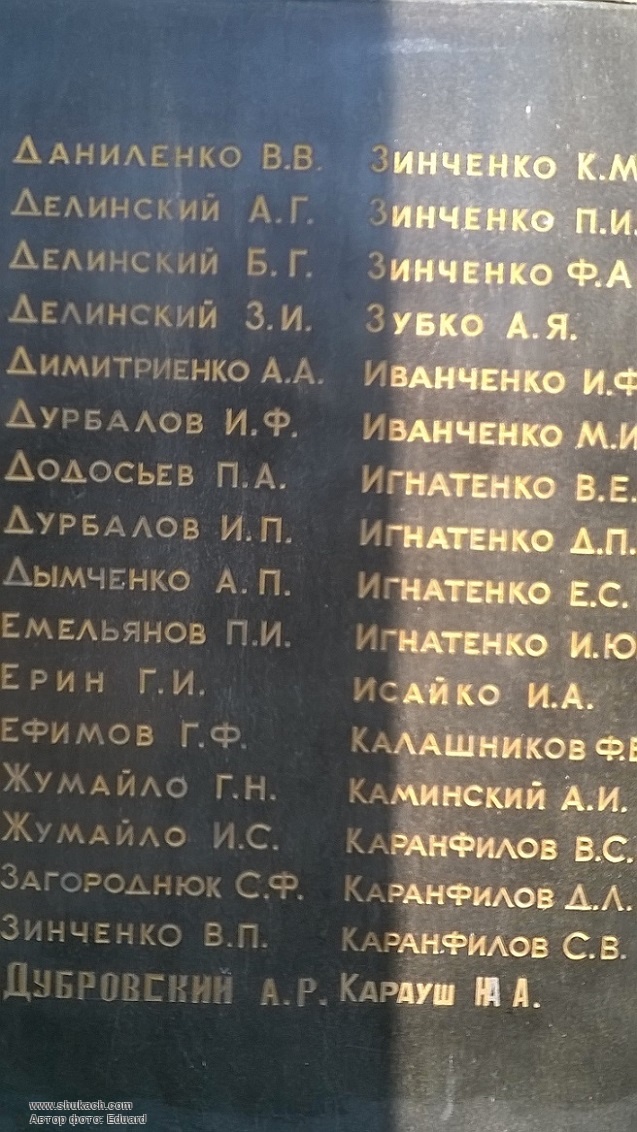 ДАНИЛЕНКО В.В.
ДЕЛИНСКИЙ А.Г.
ДЕЛИНСКИЙ Б.Г.
ДЕЛИНСКИЙ З.И.
ДИМИТРИЕНКО А.А.
ДУРБАЛОВ И.Ф.
ДОДОСЬЕВ П.А.
ДУРБАЛОВ И.П.
ДЫМЧЕНКО А.П.
ЕМЕЛЬЯНОВ П.И.
ЕРИН Г.И.
ЕФИМОВ Г.Ф.
ЖУМАЙЛО Г.Н.
ЖУМАЙЛО И.С.
ЗАГОРОДНЮК С.Ф.
ЗИНЧЕНКО В.П.
ДУБРОВСКИЙ А.Р.
ЗИНЧЕНКО К.М
ЗИНЧЕНКО П.И.
ЗИНЧЕНКО Ф.А
ЗУБКО А.Я.
ИВАНЧЕНКО И.Ф
ИВАНЧЕНКО М.И
ИГНАТЕНКО В.Е.
ИГНАТЕНКО Д.П.
ИГНАТЕНКО Е.С.
ИГНАТЕНКО И.Ю
ИСАЙКО И.А.
КАЛАШНИКОВ Ф.
КАМИНСКИЙ А.И.
КАРАНФИЛОВ В.С.
КАРАНФИЛОВ Д.Л.
КАРАНФИЛОВ С.В.
КАРАУШ А.
www.shukach.com
Автор фото: Eduard